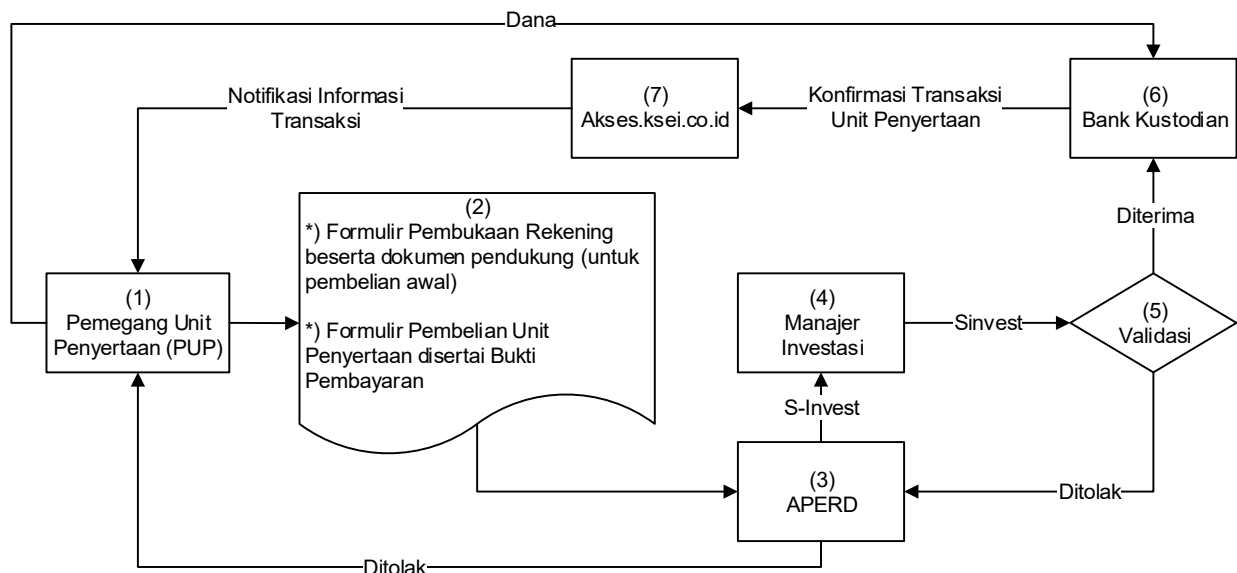 Dana
(7)
Akses.ksei.co.id
(6)
Bank Kustodian
Notifikasi Informasi
Transaksi
Konfirmasi Transaksi
Unit Penyertaan
(2)
*) Formulir Pembukaan Rekening
beserta dokumen pendukung (untuk
pembelian awal)
*) Formulir Pembelian Unit
Penyertaan disertai Bukti
Pembayaran
Diterima
(1)
Pemegang Unit
Penyertaan (PUP)
(4)
Manajer
Investasi
Sinvest
(5)
Validasi
S-Invest
(3)
APERD
Ditolak
Ditolak